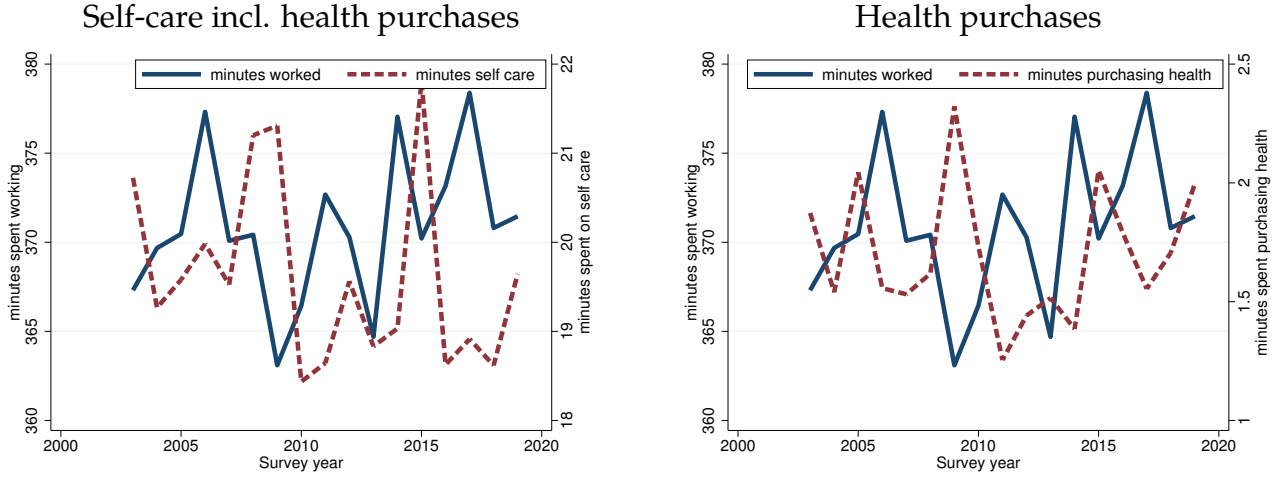 Self-care incl. health purchases
minutes worked
minutes self care
minutes spent working
380
375
370
365
360
22
21
20
19
18
minutes spent on self care
2000
2005
2010
2015
2020
Survey year
Health purchases
minutes worked
minutes purchasing health
minutes spent working
380
375
370
365
360
2.5
2
1.5
1
minutes spent purchasing health
2000
2005
2010
2015
2020
Survey year